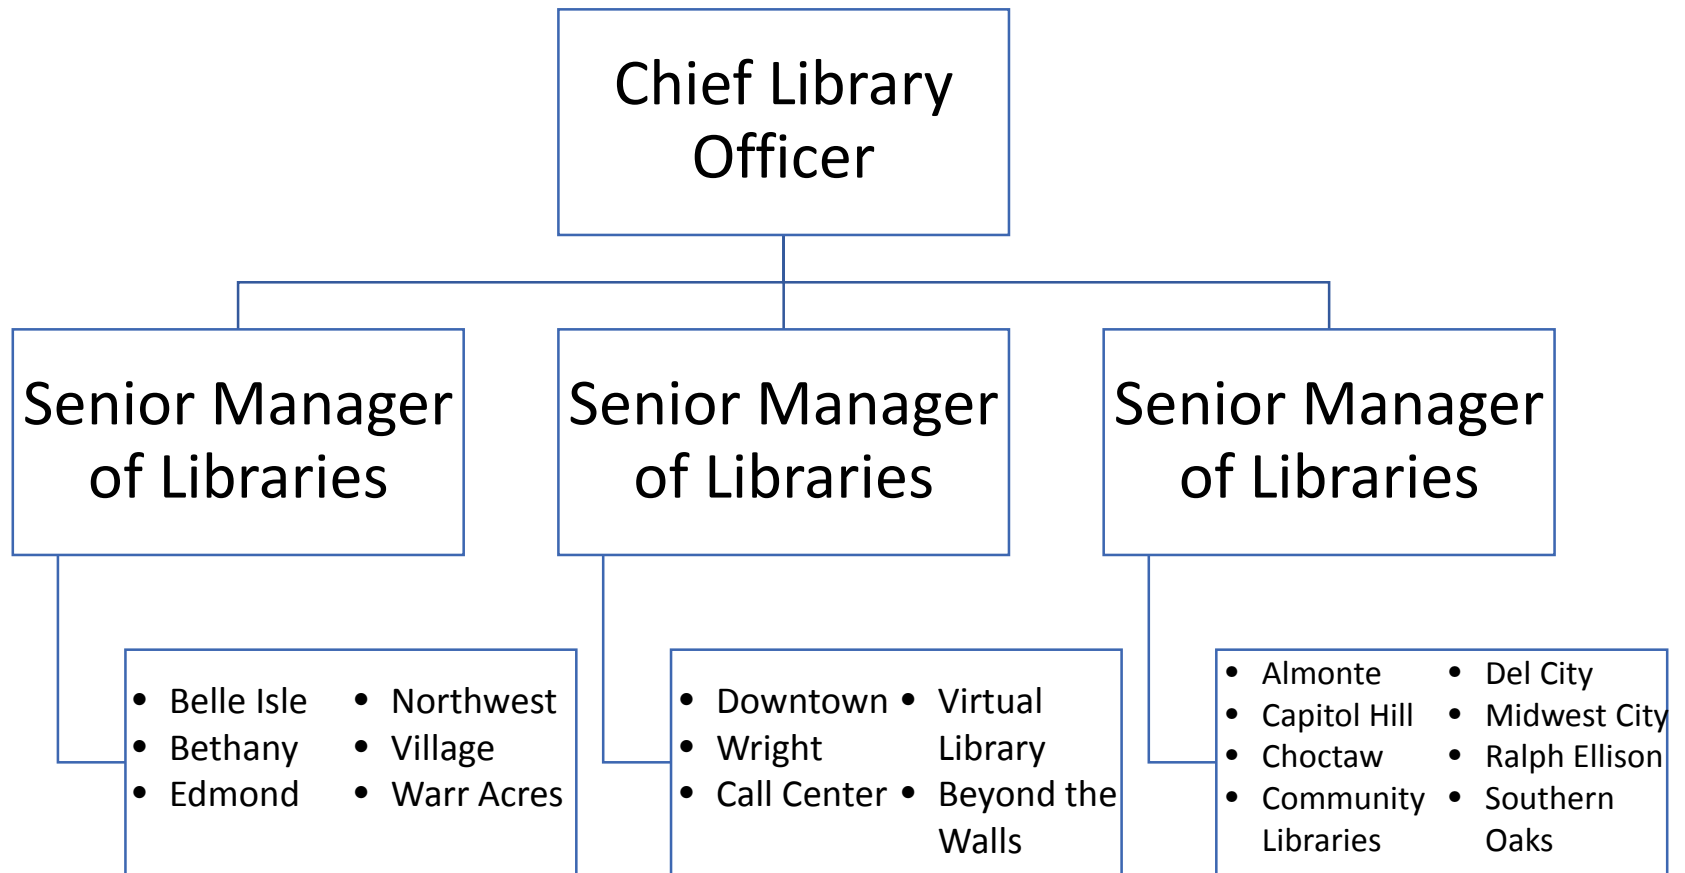 Chief Library
Officer
Senior Manager
of Libraries
Senior Manager
of Libraries
Senior Manager
of Libraries
• Belle Isle
• Bethany
• Edmond
• Northwest
• Village
• Warr Acres
• Downtown
• Wright
• Call Center
• Virtual
Library
• Beyond the
Walls
• Almonte
• Capitol Hill
• Choctaw
• Community
Libraries
• Del City
• Midwest City
• Ralph Ellison
• Southern
Oaks